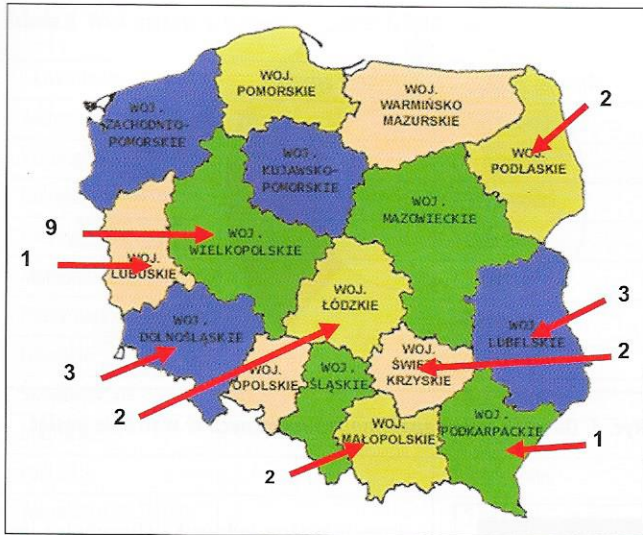 WOJ.
POMORSKIE
WOJ.
WARMIŃSKO
MAZURSKIE
2
WOJ.
ZACHODNIO-
POMORSKIE
WOJ.
KUJAWSKO-
POMORSKIE
WOJ.
PODLASKIE
WOJ.
MAZOWIECKIE
9
WOJ.
WIELKOPOLSKIE
1
WOJ.
LUBUSKIE
WOJ.
ŁÓDZKIE
3
WOJ.
LUBELSKIE
WOJ.
DOLNOŚLĄSKIE
2
WOJ.
ŚWIĘTO
KRZYSKIE
3
WOJ.
OPOLSKIE
WOJ.
ŚLĄSKIE
2
WOJ.
MAŁOPOLSKIE
WOJ.
PODKARPACKIE
1
2